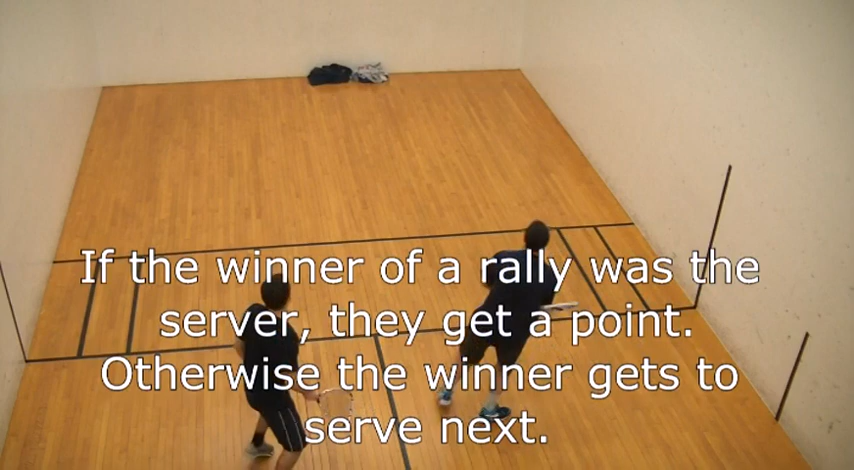 If the winner of a rally was the
server, they get a point.
Otherwise the winner gets to
serve next.